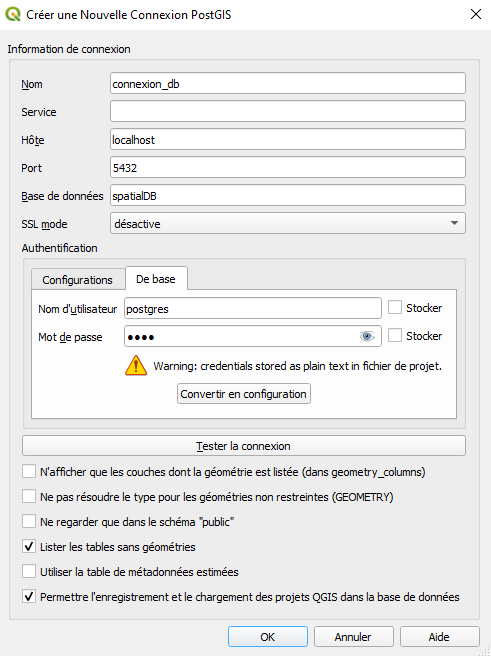 Créer une Nouvelle Connexion PostGIS
Information de connexion
Nom connexion_db
Service
Hôte localhost
Port 5432
Base de données spatialDB
SSL mode désactive
Authentification
Configurations De base
Nom d'utilisateur postgres Stocker
Mot de passe ●●●● Stocker
Warning: credentials stored as plain text in fichier de projet.
Convertir en configuration
Tester la connexion
N'afficher que les couches dont la géométrie est listée (dans geometry_columns)
Ne pas résoudre le type pour les géométries non restreintes (GEOMETRY)
Ne regarder que dans le schéma "public"
Lister les tables sans géométries
Utiliser la table de métadonnées estimées
Permettre l'enregistrement et le chargement des projets QGIS dans la base de données
OK Annuler Aide